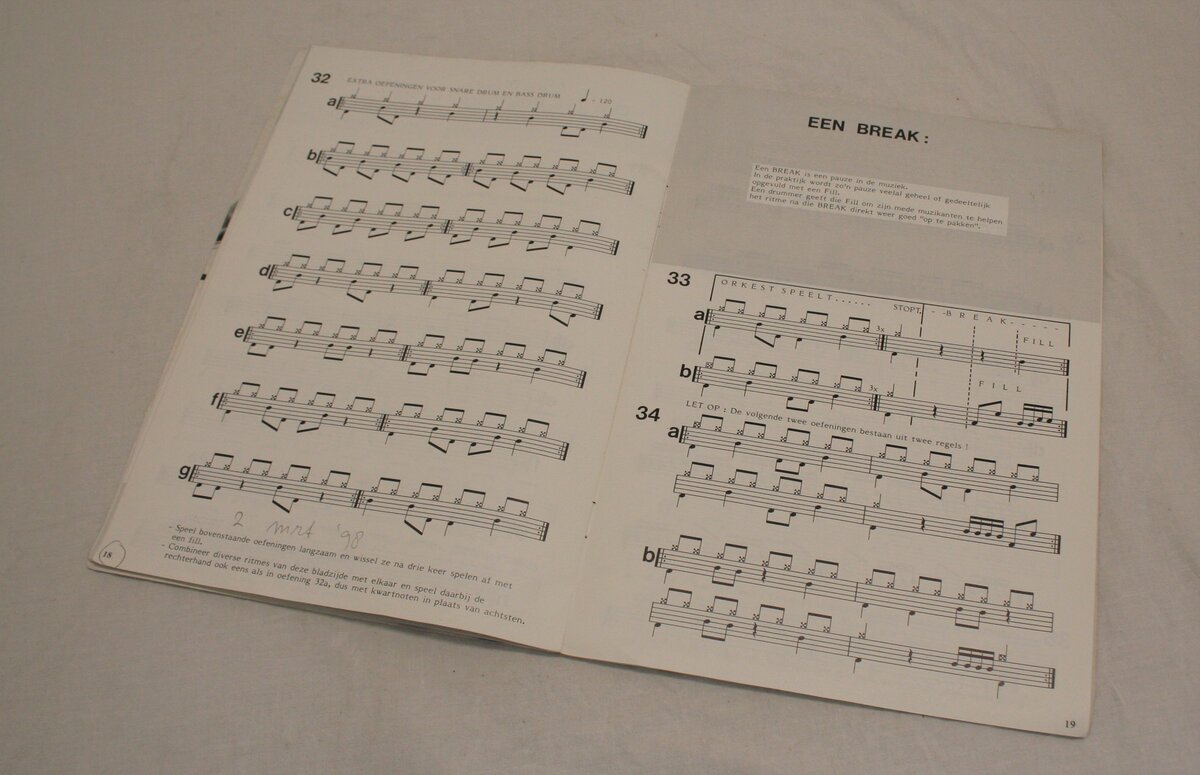 32 EXTRA OEFENINGEN VOOR SNARE DRUM EN BASS DRUM = 120
a
b
c
d
e
f
g
2 mrt '98
- Speel bovenstaande oefeningen langzaam en wissel ze na drie keer spelen af met
een fill.
- Combineer diverse ritmes van deze bladzijde met elkaar en speel daarbij de
rechterhand ook eens als in oefening 32a, dus met kwartnoten in plaats van achtsten.
18
EEN BREAK:
Een BREAK is een pauze in de muziek.
In de praktijk wordt zo'n pauze veelal geheel of gedeeltelijk
opgevuld met een Fill.
Een drummer geeft die Fill om zijn mede muzikanten te helpen
het ritme na die BREAK direkt weer goed "op te pakken".
33
ORKEST SPEELT...... STOPT. --BREAK-----
a 3x FILL
b 3x FILL
34 LET OP : De volgende twee oefeningen bestaan uit twee regels !
a
b
19